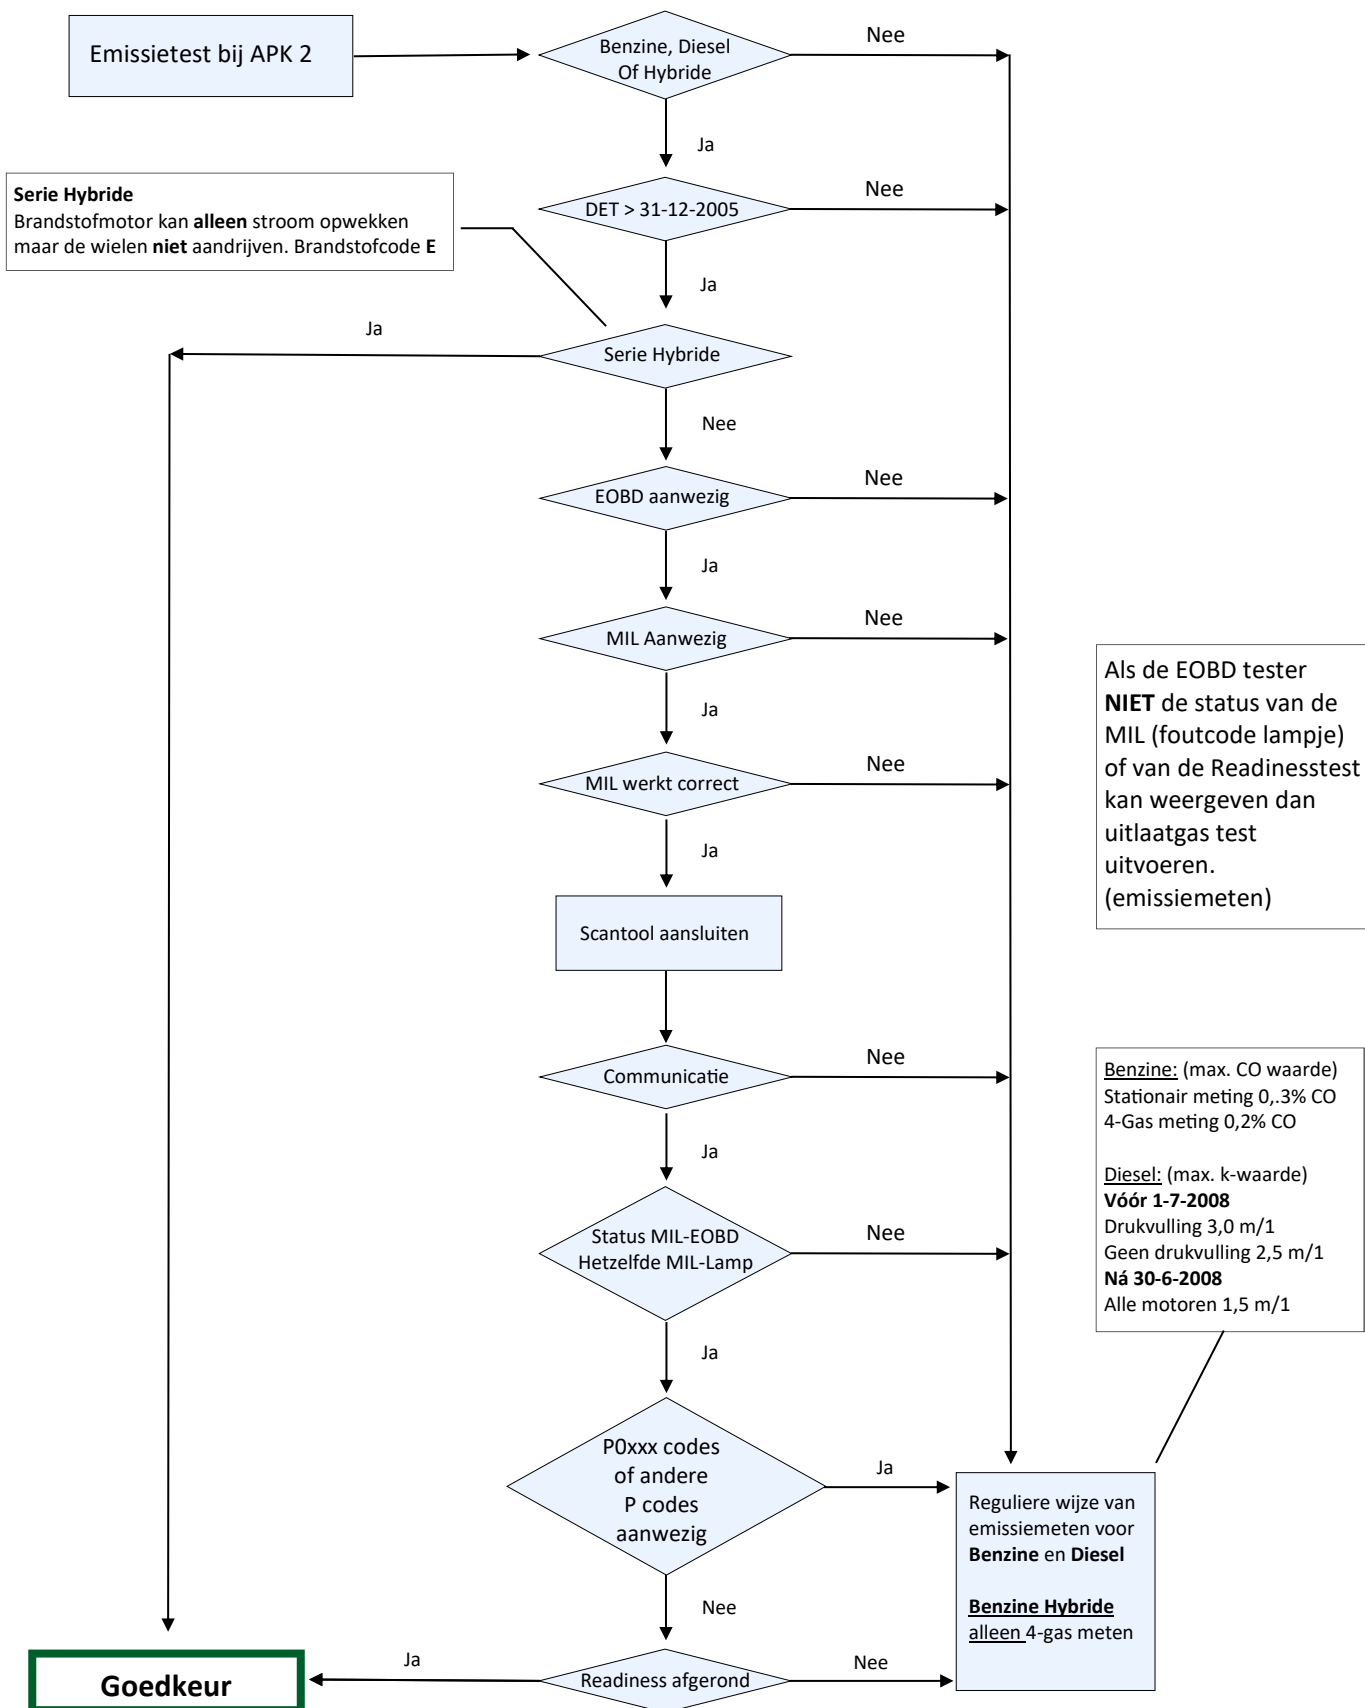 Emissietest bij APK 2
Benzine, Diesel
Of Hybride
Nee
Ja
Serie Hybride
Brandstofmotor kan alleen stroom opwekken
maar de wielen niet aandrijven. Brandstofcode E
DET > 31-12-2005
Nee
Ja
Ja
Serie Hybride
Nee
EOBD aanwezig
Nee
Ja
MIL Aanwezig
Nee
Ja
Als de EOBD tester
NIET de status van de
MIL (foutcode lampje)
of van de Readinesstest
kan weergeven dan
uitlaatgas test
uitvoeren.
(emissiemeten)
MIL werkt correct
Nee
Ja
Scantool aansluiten
Communicatie
Nee
Ja
Benzine: (max. CO waarde)
Stationair meting 0,.3% CO
4-Gas meting 0,2% CO
Diesel: (max. k-waarde)
Vóór 1-7-2008
Drukvulling 3,0 m/1
Geen drukvulling 2,5 m/1
Ná 30-6-2008
Alle motoren 1,5 m/1
Status MIL-EOBD
Hetzelfde MIL-Lamp
Nee
Ja
P0xxx codes
of andere
P codes
aanwezig
Ja
Nee
Reguliere wijze van
emissiemeten voor
Benzine en Diesel
Benzine Hybride
alleen 4-gas meten
Readiness afgerond
Nee
Ja
Goedkeur